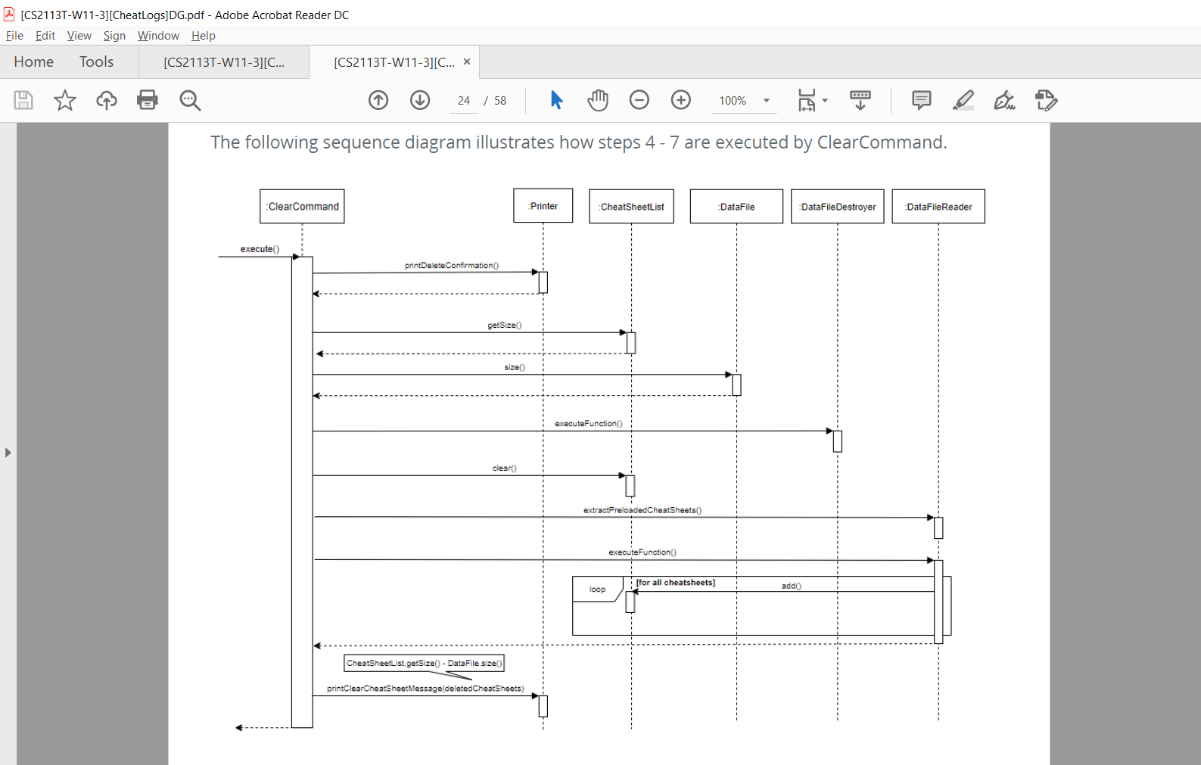 [CS2113T-W11-3][CheatLogs]DG.pdf - Adobe Acrobat Reader DC
File Edit View Sign Window Help
Home Tools [CS2113T-W11-3][C... [CS2113T-W11-3][C... ×
24 / 58 100%
The following sequence diagram illustrates how steps 4 - 7 are executed by ClearCommand.
:ClearCommand :Printer :CheatSheetList :DataFile :DataFileDestroyer :DataFileReader
execute()
printDeleteConfirmation()
getSize()
size()
executeFunction()
clear()
extractPreloadedCheatSheets()
executeFunction()
loop [for all cheatsheets] add()
CheatSheetList.getSize() - DataFile.size()
printClearCheatSheetMessage(deletedCheatSheets)